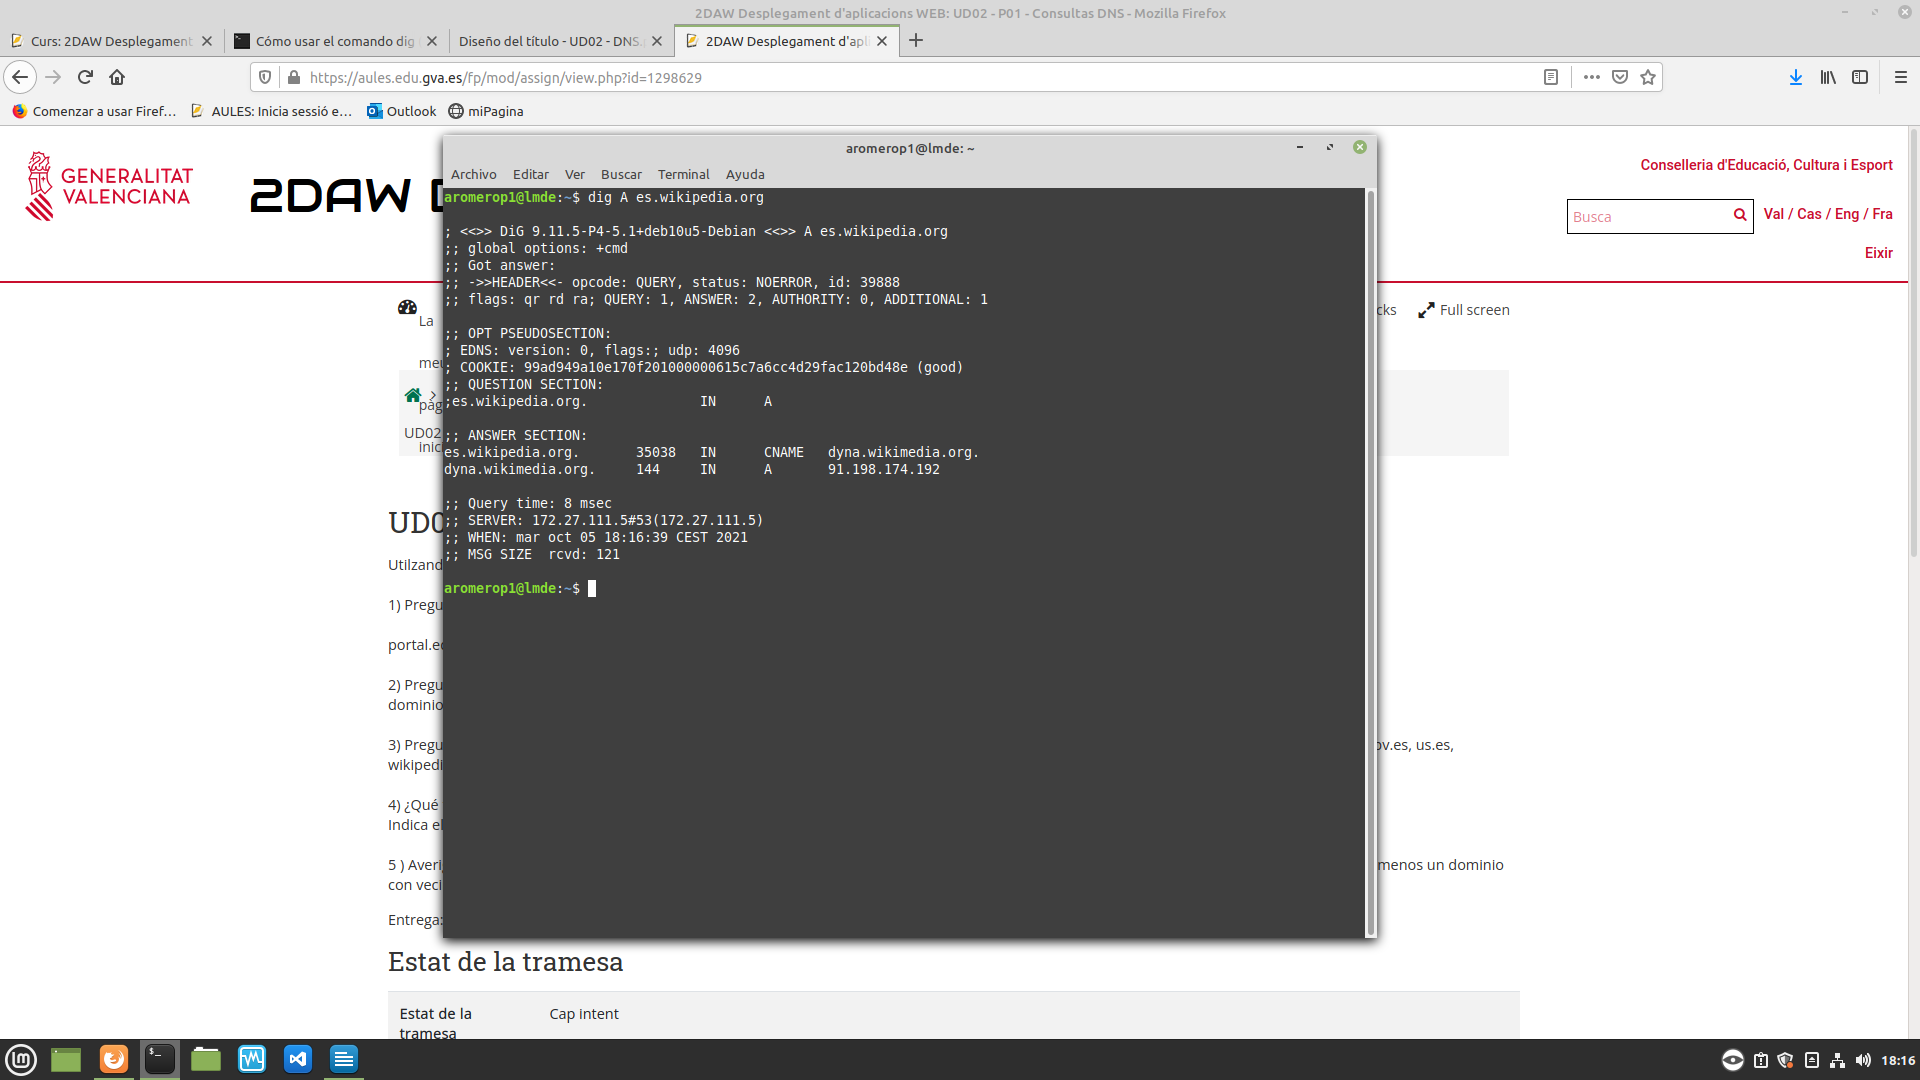 2DAW Desplegament d'aplicacions WEB: UD02 - P01 - Consultas DNS - Mozilla Firefox
Curs: 2DAW Desplegament
Cómo usar el comando dig
Diseño del título - UD02 - DNS.
2DAW Desplegament d'apli
https://aules.edu.gva.es/fp/mod/assign/view.php?id=1298629
Comenzar a usar Firef…
AULES: Inicia sessió e…
Outlook
miPagina
GENERALITAT
VALENCIANA
2DAW
Conselleria d'Educació, Cultura i Esport
Busca
Val / Cas / Eng / Fra
Eixir
aromerop1@lmde: ~
Archivo Editar Ver Buscar Terminal Ayuda
aromerop1@lmde:~$ dig A es.wikipedia.org
; <<>> DiG 9.11.5-P4-5.1+deb10u5-Debian <<>> A es.wikipedia.org
;; global options: +cmd
;; Got answer:
;; ->>HEADER<<- opcode: QUERY, status: NOERROR, id: 39888
;; flags: qr rd ra; QUERY: 1, ANSWER: 2, AUTHORITY: 0, ADDITIONAL: 1
;; OPT PSEUDOSECTION:
; EDNS: version: 0, flags:; udp: 4096
; COOKIE: 99ad949a10e170f201000000615c7a6cc4d29fac120bd48e (good)
;; QUESTION SECTION:
;es.wikipedia.org. IN A
;; ANSWER SECTION:
es.wikipedia.org. 35038 IN CNAME dyna.wikimedia.org.
dyna.wikimedia.org. 144 IN A 91.198.174.192
;; Query time: 8 msec
;; SERVER: 172.27.111.5#53(172.27.111.5)
;; WHEN: mar oct 05 18:16:39 CEST 2021
;; MSG SIZE  rcvd: 121
aromerop1@lmde:~$
La
meu
pàg
inic
UD02
cks
Full screen
UD0
Utilzand
1) Pregu
portal.ed
2) Pregu
dominio
3) Pregu
ov.es, us.es,
wikipedi
4) ¿Qué
Indica el
5 ) Averi
menos un dominio
con veci
Entrega:
Estat de la tramesa
Estat de la
tramesa
Cap intent
18:16